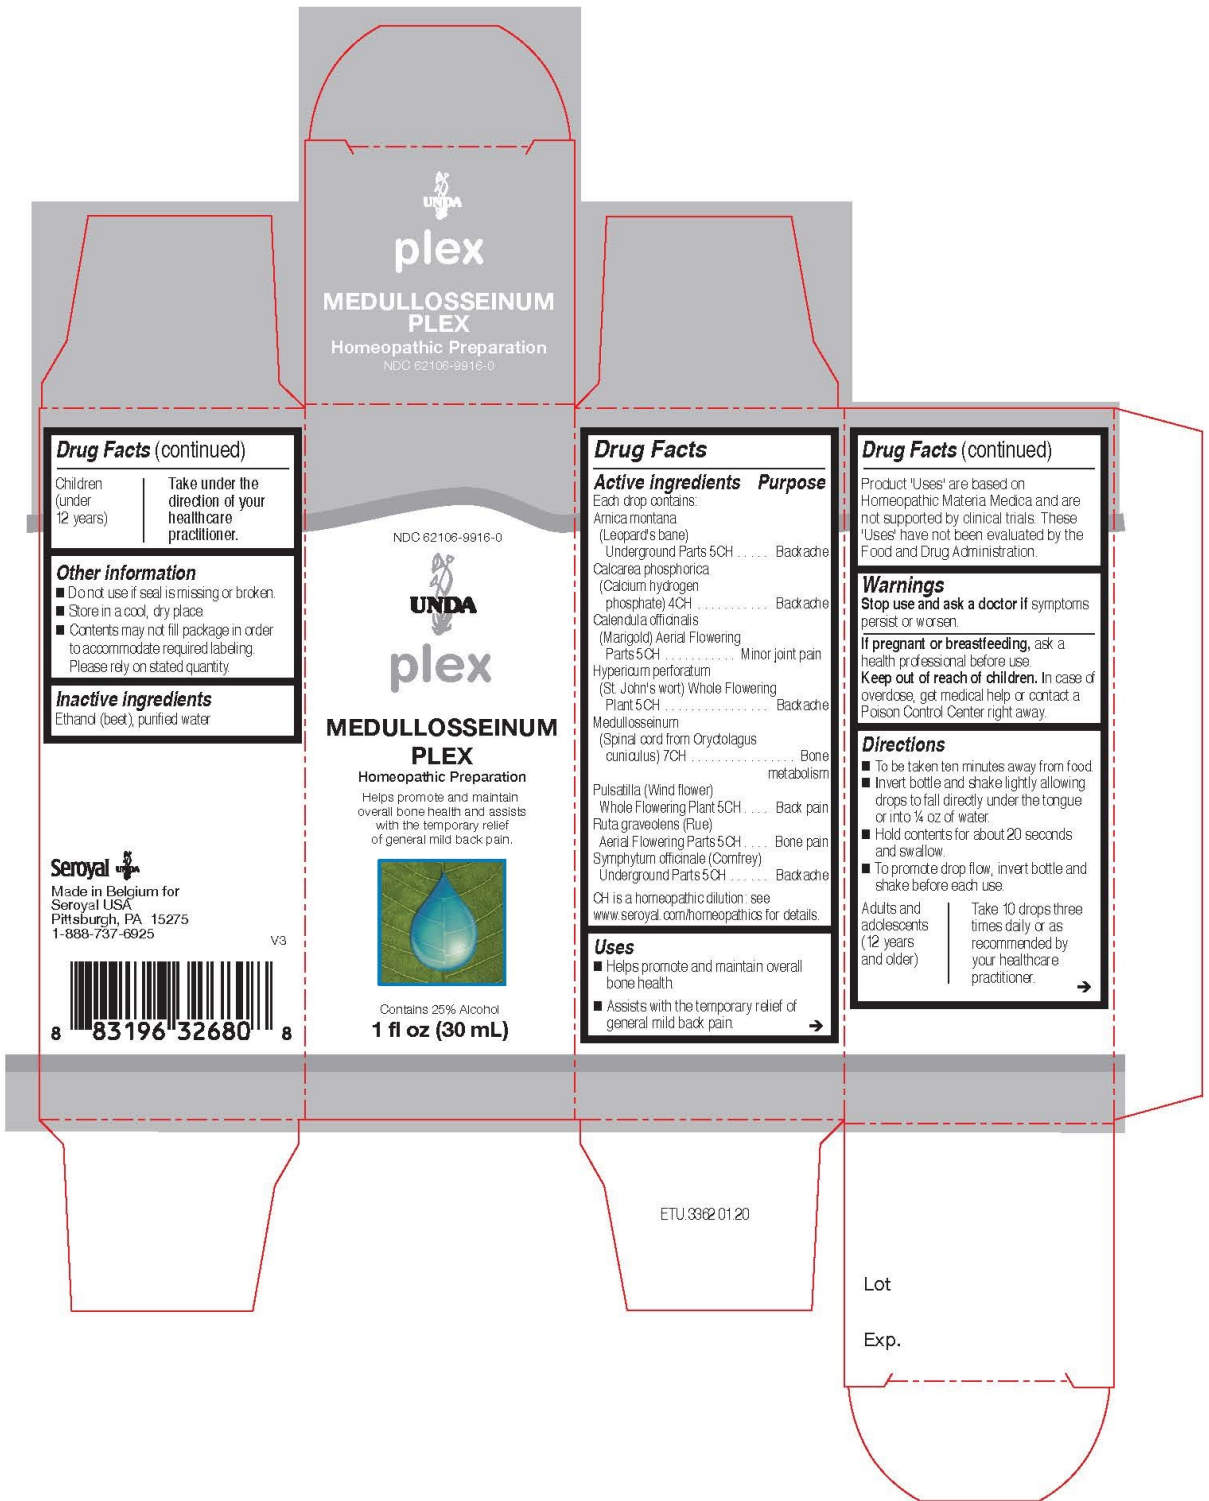 UNDA
plex
MEDULLOSSEINUM
PLEX
Homeopathic Preparation
NDC 62106-9916-0
NDC 62106-9916-0
UNDA
plex
MEDULLOSSEINUM
PLEX
Homeopathic Preparation
Helps promote and maintain
overall bone health and assists
with the temporary relief
of general mild back pain.
Contains 25% Alcohol
1 fl oz (30 mL)
Drug Facts
Active ingredients Purpose
Each drop contains:
Arnica montana
(Leopard's bane)
Underground Parts 5CH . . . . . Backache
Calcarea phosphorica
(Calcium hydrogen
phosphate) 4CH . . . . . . . . . . . . Backache
Calendula officinalis
(Marigold) Aerial Flowering
Parts 5CH . . . . . . . . . . . Minor joint pain
Hypericum perforatum
(St. John's wort) Whole Flowering
Plant 5CH . . . . . . . . . . . . . . . . Backache
Medullosseinum
(Spinal cord from Oryctolagus
cuniculus) 7CH . . . . . . . . . . . . . . . . Bone
metabolism
Pulsatilla (Wind flower)
Whole Flowering Plant 5CH . . . . Back pain
Ruta graveolens (Rue)
Aerial Flowering Parts 5CH . . . . Bone pain
Symphytum officinale (Comfrey)
Underground Parts 5CH . . . . . . Backache
CH is a homeopathic dilution: see
www.seroyal.com/homeopathics for details.
Uses
■ Helps promote and maintain overall
bone health.
■ Assists with the temporary relief of
general mild back pain. →
Drug Facts (continued)
Product 'Uses' are based on
Homeopathic Materia Medica and are
not supported by clinical trials. These
'Uses' have not been evaluated by the
Food and Drug Administration.
Warnings
Stop use and ask a doctor if symptoms
persist or worsen.
If pregnant or breastfeeding, ask a
health professional before use.
Keep out of reach of children. In case of
overdose, get medical help or contact a
Poison Control Center right away.
Directions
■ To be taken ten minutes away from food.
■ Invert bottle and shake lightly allowing
drops to fall directly under the tongue
or into ¼ oz of water.
■ Hold contents for about 20 seconds
and swallow.
■ To promote drop flow, invert bottle and
shake before each use.
Adults and
adolescents
(12 years
and older)
Take 10 drops three
times daily or as
recommended by
your healthcare
practitioner.
→
Drug Facts (continued)
Children
(under
12 years)
Take under the
direction of your
healthcare
practitioner.
Other information
■ Do not use if seal is missing or broken.
■ Store in a cool, dry place.
■ Contents may not fill package in order
to accommodate required labeling.
Please rely on stated quantity.
Inactive ingredients
Ethanol (beet), purified water
Seroyal UNDA
Made in Belgium for
Seroyal USA
Pittsburgh, PA 15275
1-888-737-6925
V3
8 83196 32680 8
ETU.3362 01.20
Lot
Exp.